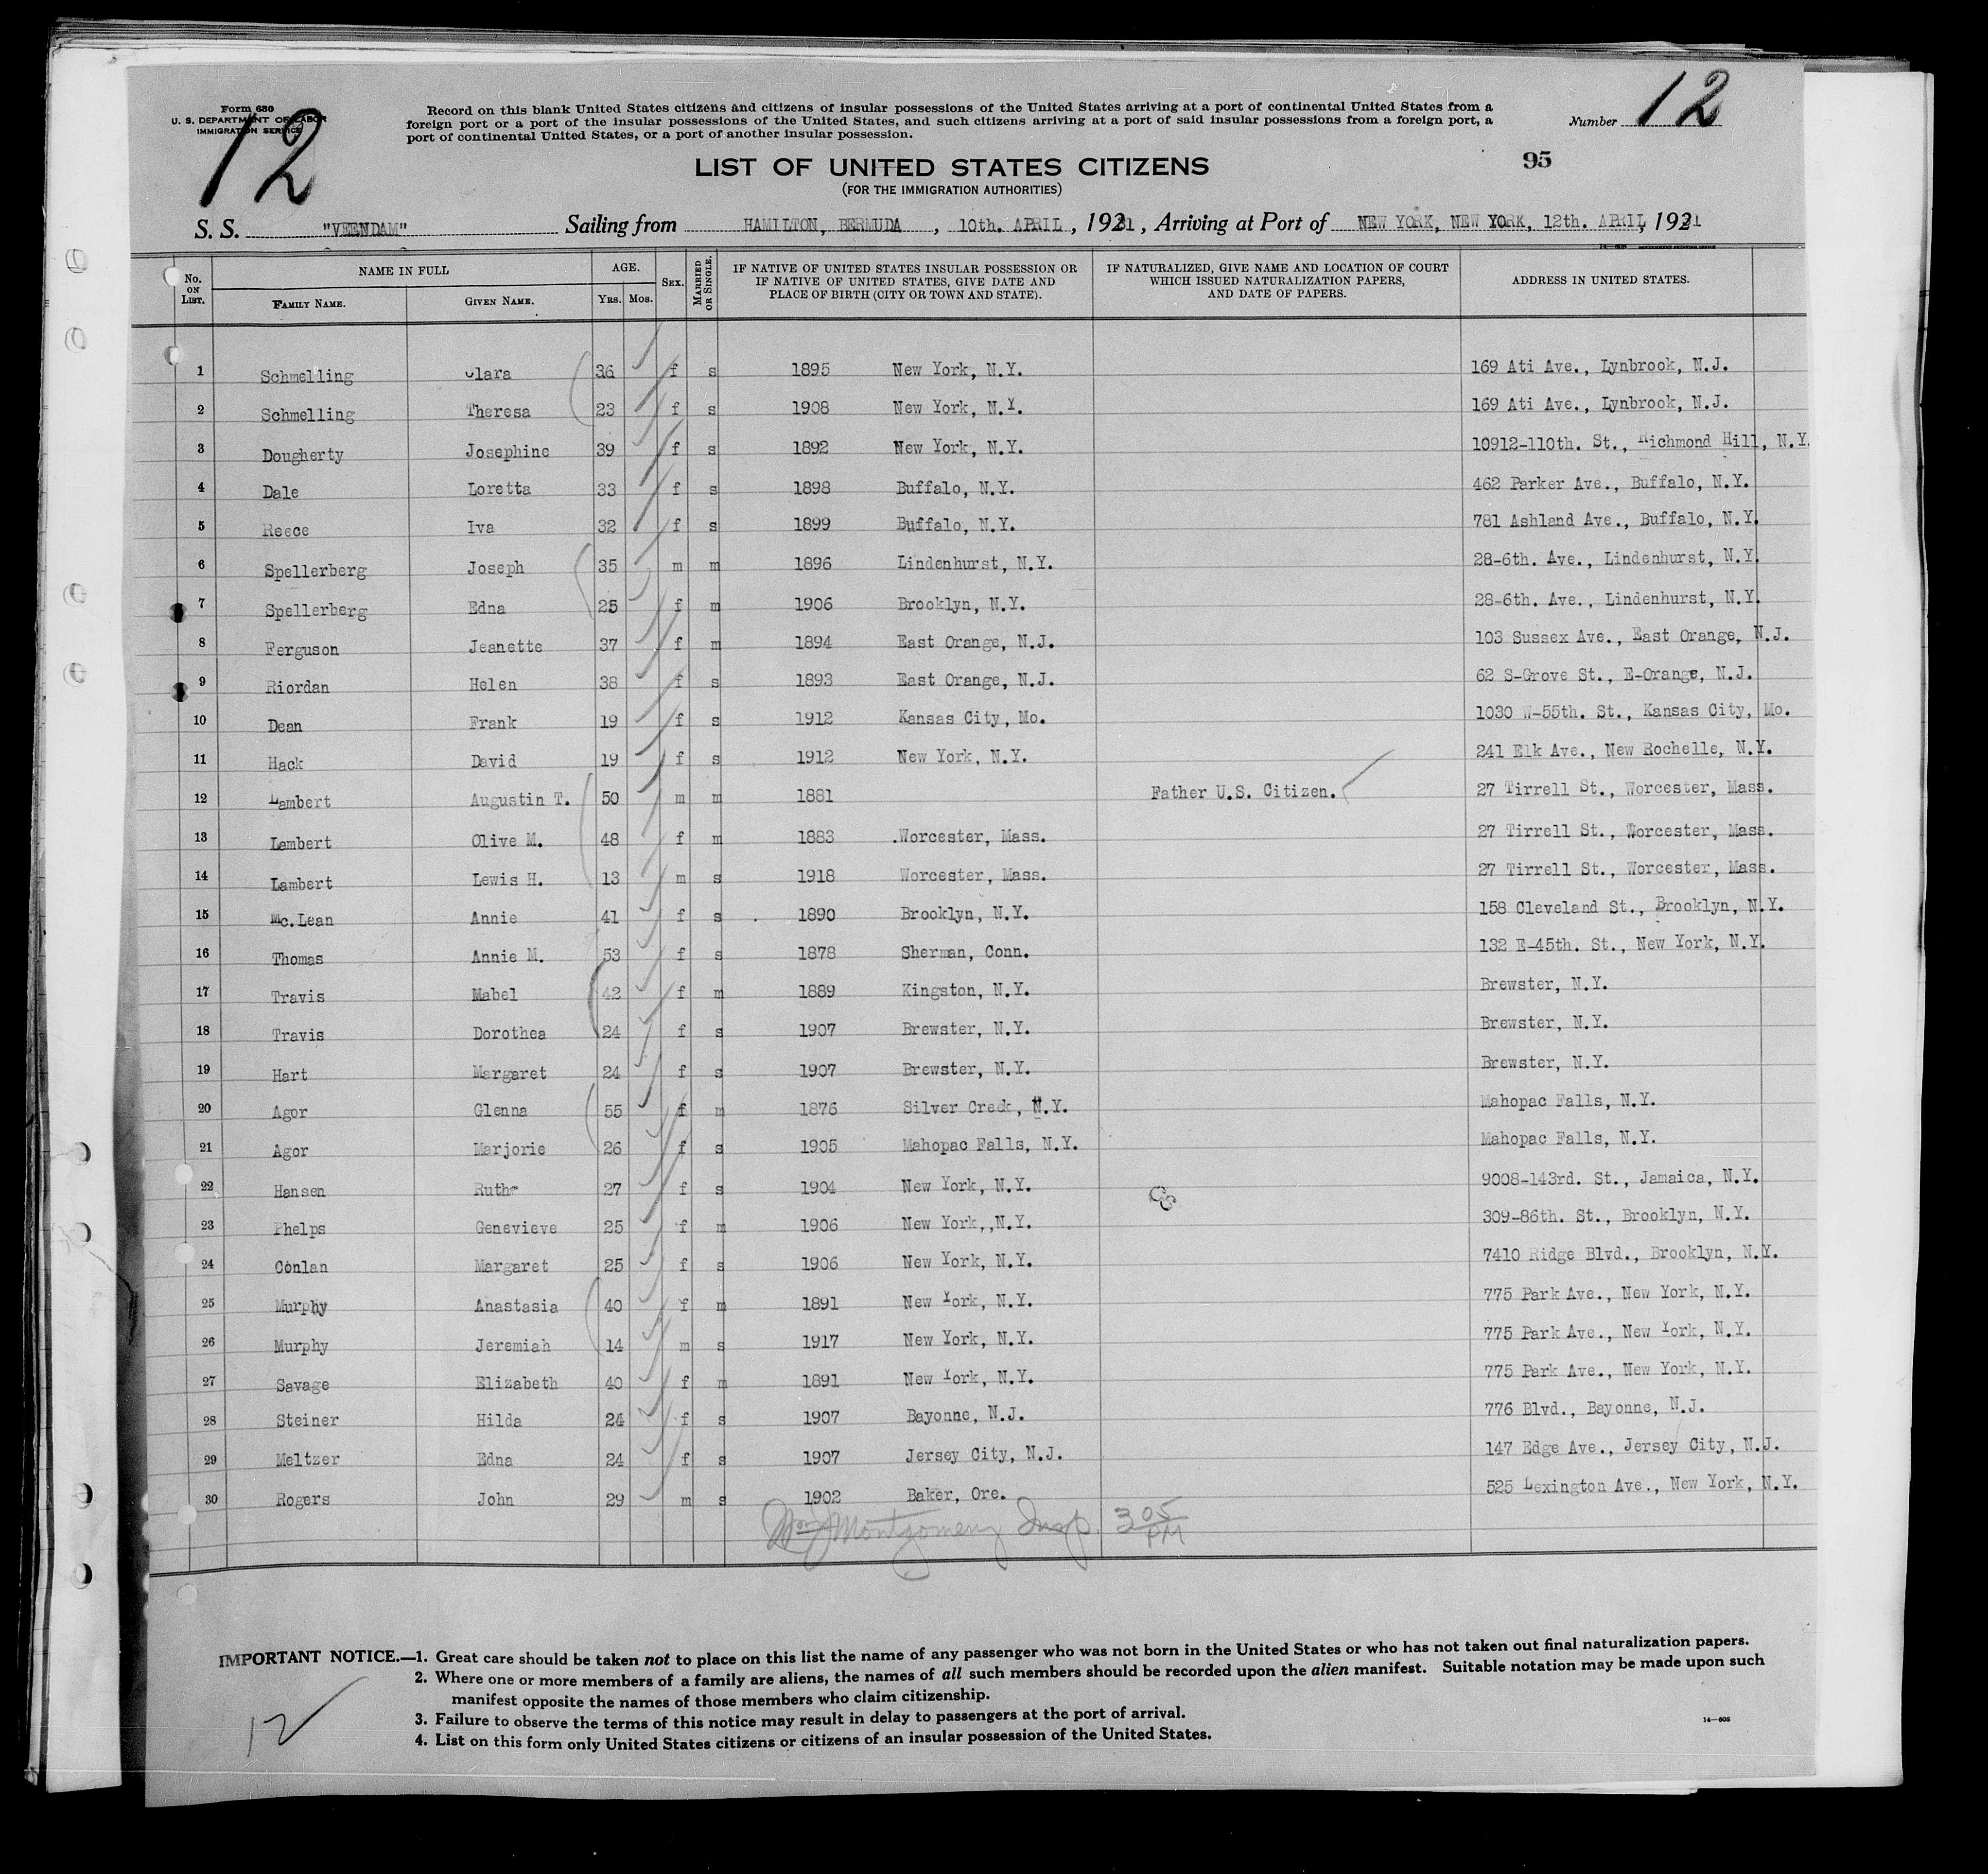 Form 630
U. S. DEPARTMENT OF LABOR
IMMIGRATION SERVICE
12
Record on this blank United States citizens and citizens of insular possessions of the United States arriving at a port of continental United States from a
foreign port or a port of the insular possessions of the United States, and such citizens arriving at a port of said insular possessions from a foreign port, a
port of continental United States, or a port of another insular possession.
Number 12
95
LIST OF UNITED STATES CITIZENS
(FOR THE IMMIGRATION AUTHORITIES)
S. S. "VEENDAM" Sailing from HAMILTON, BERMUDA, 10th. APRIL, 1931, Arriving at Port of NEW YORK, NEW YORK, 12th. APRIL, 1931
No. ON LIST. NAME IN FULL FAMILY NAME. GIVEN NAME. AGE. YRS. MOS. SEX. MARRIED OR SINGLE. IF NATIVE OF UNITED STATES INSULAR POSSESSION OR IF NATIVE OF UNITED STATES, GIVE DATE AND PLACE OF BIRTH (CITY OR TOWN AND STATE). IF NATURALIZED, GIVE NAME AND LOCATION OF COURT WHICH ISSUED NATURALIZATION PAPERS, AND DATE OF PAPERS. ADDRESS IN UNITED STATES.
1 Schmelling Clara 36 f s 1895 New York, N.Y. 169 Ati Ave., Lynbrook, N.J.
2 Schmelling Theresa 23 f s 1908 New York, N.Y. 169 Ati Ave., Lynbrook, N.J.
3 Dougherty Josephine 39 f s 1892 New York, N.Y. 10912-110th. St., Richmond Hill, N.Y.
4 Dale Loretta 33 f s 1898 Buffalo, N.Y. 462 Parker Ave., Buffalo, N.Y.
5 Reece Iva 32 f s 1899 Buffalo, N.Y. 781 Ashland Ave., Buffalo, N.Y.
6 Spellerberg Joseph 35 m m 1896 Lindenhurst, N.Y. 28-6th. Ave., Lindenhurst, N.Y.
7 Spellerberg Edna 25 f m 1906 Brooklyn, N.Y. 28-6th. Ave., Lindenhurst, N.Y.
8 Ferguson Jeanette 37 f m 1894 East Orange, N.J. 103 Sussex Ave., East Orange, N.J.
9 Riordan Helen 38 f s 1893 East Orange, N.J. 62 S-Grove St., E-Orange, N.J.
10 Dean Frank 19 f s 1912 Kansas City, Mo. 1030 W-55th. St., Kansas City, Mo.
11 Hack David 19 f s 1912 New York, N.Y. 241 Elk Ave., New Rochelle, N.Y.
12 Lambert Augustin T. 50 m m 1881 Father U.S. Citizen. 27 Tirrell St., Worcester, Mass.
13 Lambert Olive M. 48 f m 1883 .Worcester, Mass. 27 Tirrell St., Worcester, Mass.
14 Lambert Lewis H. 13 m s 1918 Worcester, Mass. 27 Tirrell St., Worcester, Mass.
15 Mc.Lean Annie 41 f s 1890 Brooklyn, N.Y. 158 Cleveland St., Brooklyn, N.Y.
16 Thomas Annie M. 53 f s 1878 Sherman, Conn. 132 E-45th. St., New York, N.Y.
17 Travis Mabel 42 f m 1889 Kingston, N.Y. Brewster, N.Y.
18 Travis Dorothea 24 f s 1907 Brewster, N.Y. Brewster, N.Y.
19 Hart Margaret 24 f s 1907 Brewster, N.Y. Brewster, N.Y.
20 Agor Glenna 55 f m 1876 Silver Creek, N.Y. Mahopac Falls, N.Y.
21 Agor Marjorie 26 f s 1905 Mahopac Falls, N.Y. Mahopac Falls, N.Y.
22 Hansen Ruth 27 f s 1904 New York, N.Y. 9008-143rd. St., Jamaica, N.Y.
23 Phelps Genevieve 25 f m 1906 New York,,N.Y. 309-86th. St., Brooklyn, N.Y.
24 Conlan Margaret 25 f s 1906 New York, N.Y. 7410 Ridge Blvd., Brooklyn, N.Y.
25 Murphy Anastasia 40 f m 1891 New York, N.Y. 775 Park Ave., New York, N.Y.
26 Murphy Jeremiah 14 m s 1917 New York, N.Y. 775 Park Ave., New York, N.Y.
27 Savage Elizabeth 40 f m 1891 New York, N.Y. 775 Park Ave., New York, N.Y.
28 Steiner Hilda 24 f s 1907 Bayonne, N.J. 776 Blvd., Bayonne, N.J.
29 Meltzer Edna 24 f s 1907 Jersey City, N.J. 147 Edge Ave., Jersey City, N.J.
30 Rogers John 29 m s 1902 Baker, Ore. 525 Lexington Ave., New York, N.Y.
Montgomery Insp. 3 05 PM
IMPORTANT NOTICE.—1. Great care should be taken not to place on this list the name of any passenger who was not born in the United States or who has not taken out final naturalization papers.
2. Where one or more members of a family are aliens, the names of all such members should be recorded upon the alien manifest. Suitable notation may be made upon such
manifest opposite the names of those members who claim citizenship.
3. Failure to observe the terms of this notice may result in delay to passengers at the port of arrival.
4. List on this form only United States citizens or citizens of an insular possession of the United States.
12
14—608